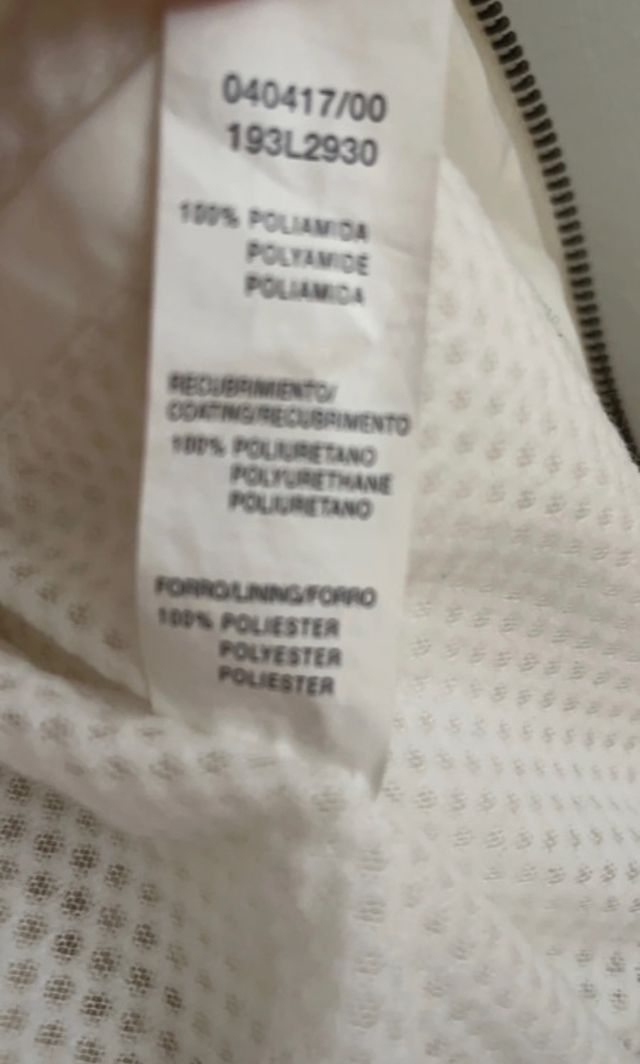 040417/00
193L2930
100% POLIAMIDA
POLYAMIDE
POLIAMIDA
RECUBRIMIENTO/
COATING/RECUBRIMENTO
100% POLIURETANO
POLYURETHANE
POLIURETANO
FORRO/LINING/FORRO
100% POLIESTER
POLYESTER
POLIESTER